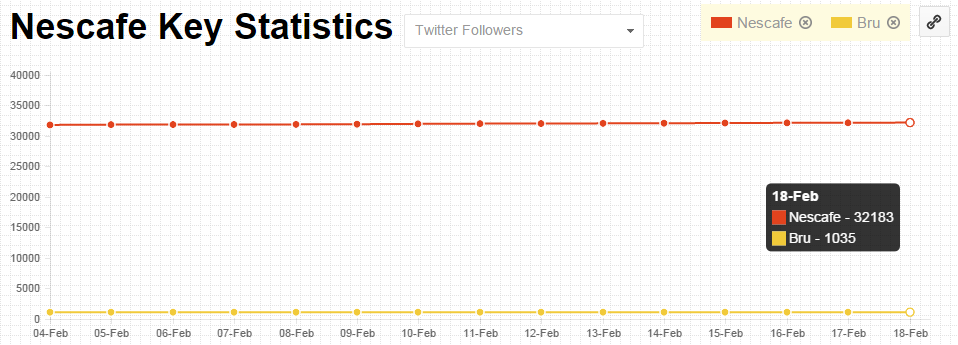 Nescafe Key Statistics
Twitter Followers
Nescafe
Bru
40000
35000
30000
25000
20000
15000
10000
5000
0
18-Feb
Nescafe - 32183
Bru - 1035
04-Feb 05-Feb 06-Feb 07-Feb 08-Feb 09-Feb 10-Feb 11-Feb 12-Feb 13-Feb 14-Feb 15-Feb 16-Feb 17-Feb 18-Feb